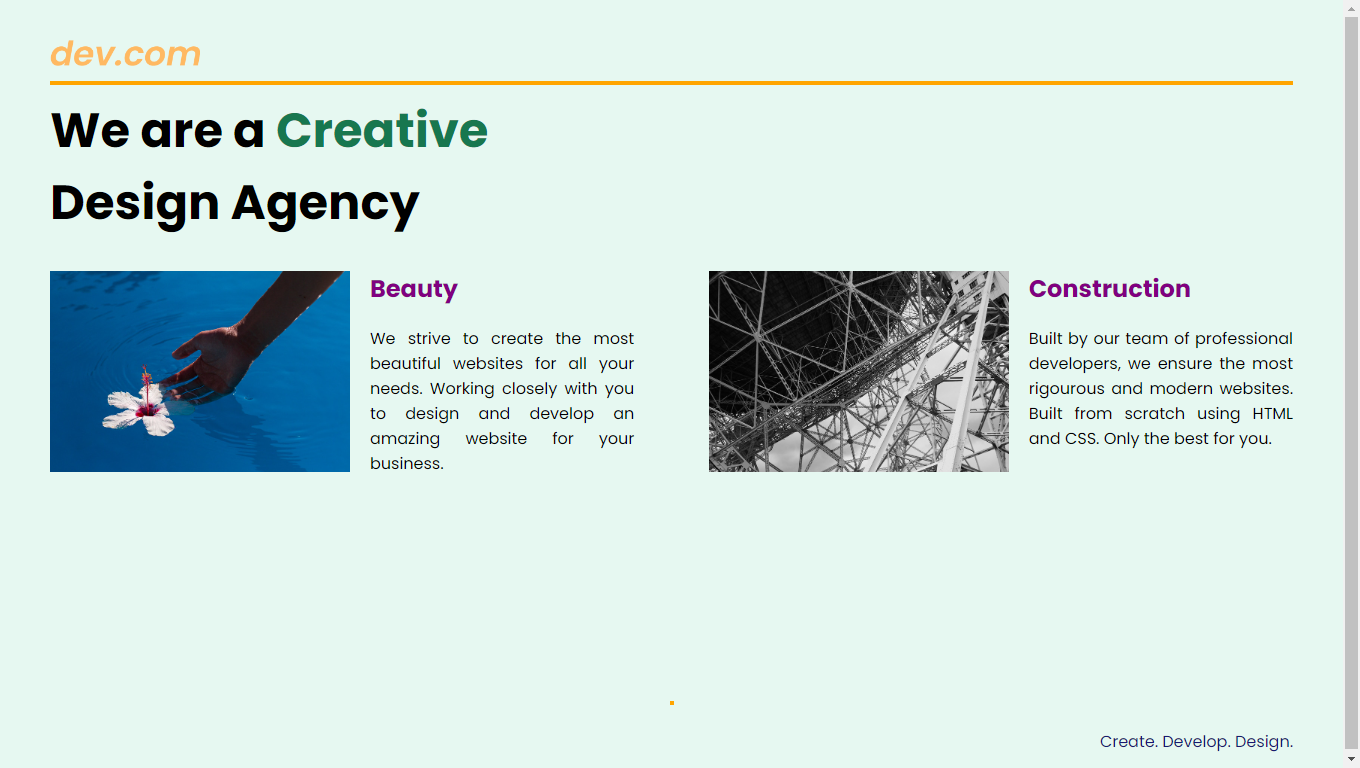 dev.com
We are a Creative
Design Agency
Beauty
We strive to create the most
beautiful websites for all your
needs. Working closely with you
to design and develop an
amazing website for your
business.
Construction
Built by our team of professional
developers, we ensure the most
rigourous and modern websites.
Built from scratch using HTML
and CSS. Only the best for you.
Create. Develop. Design.